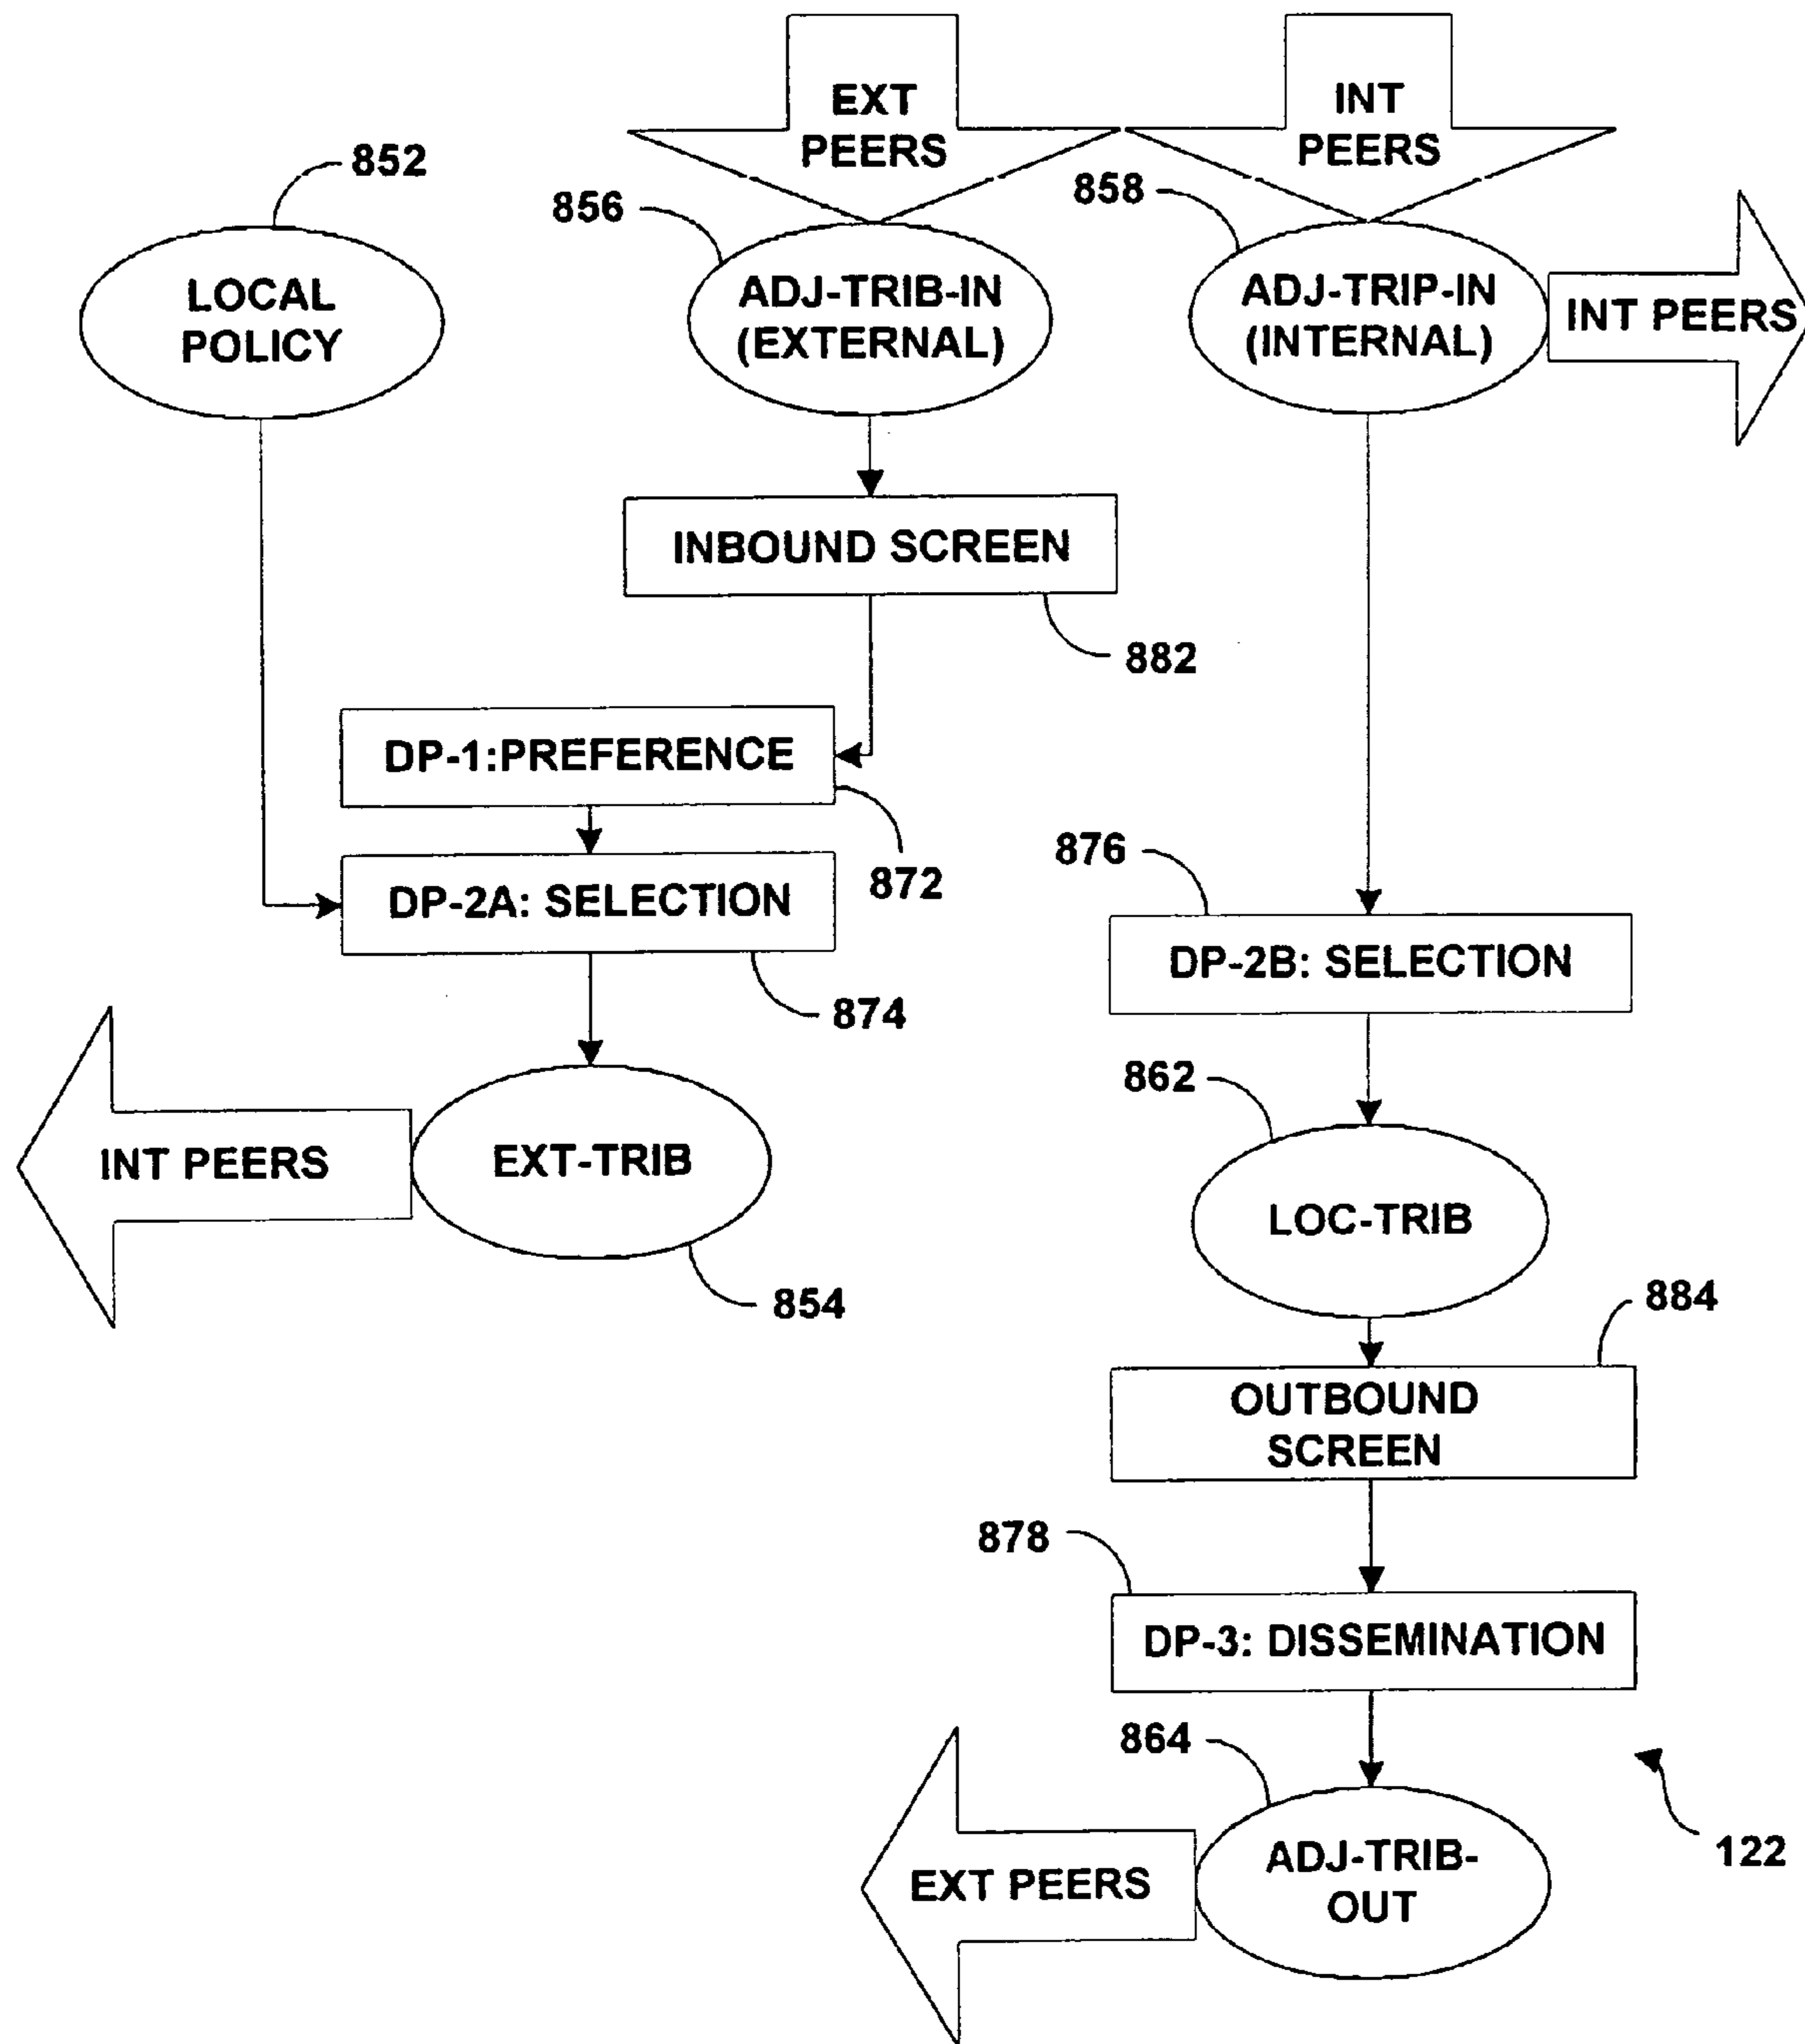 EXT
PEERS
INT
PEERS
852
856
858
LOCAL
POLICY
ADJ-TRIB-IN
(EXTERNAL)
ADJ-TRIP-IN
(INTERNAL)
INT PEERS
INBOUND SCREEN
882
DP-1:PREFERENCE
872
DP-2A: SELECTION
874
876
DP-2B: SELECTION
862
INT PEERS
EXT-TRIB
854
LOC-TRIB
884
OUTBOUND
SCREEN
878
DP-3: DISSEMINATION
864
EXT PEERS
ADJ-TRIB-
OUT
122